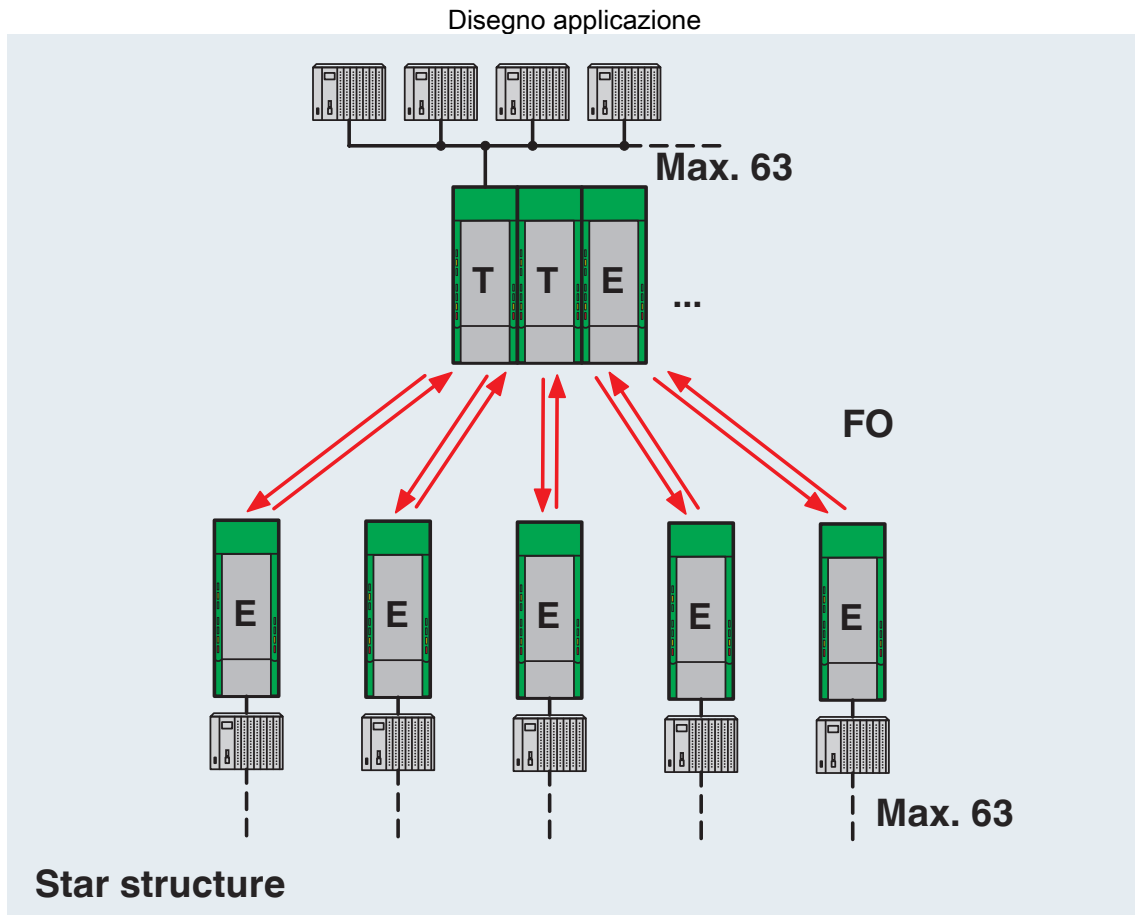 Disegno applicazione
Max. 63
T T E ...
FO
E E E E E
Max. 63
Star structure